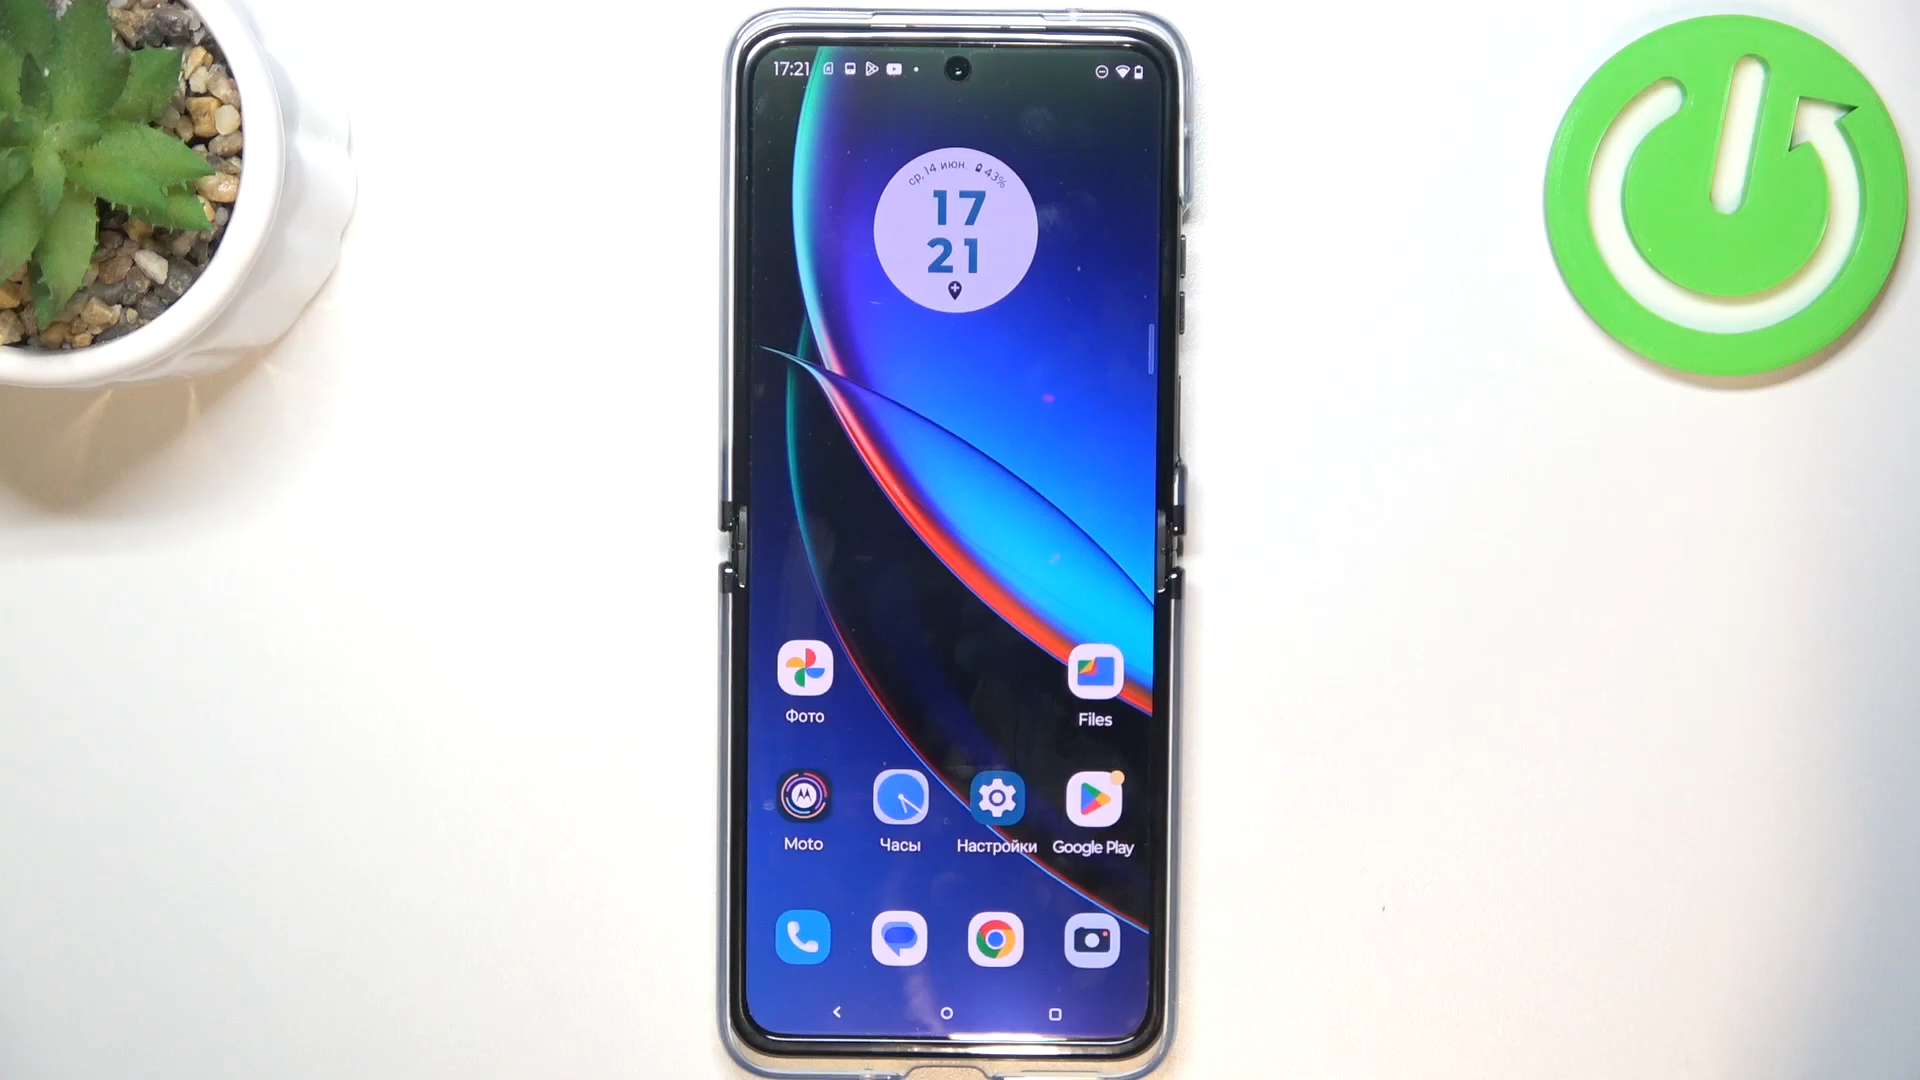 17:21
ср, 14 июн. 43%
17
21
Фото
Files
Moto
Часы
Настройки
Google Play